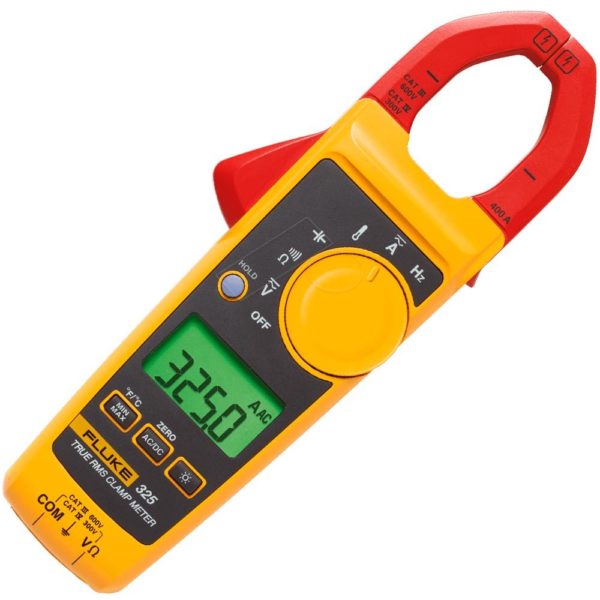 CAT III
600V
CAT IV
300V
400 A
Hz
A
Ω
V
OFF
HOLD
325.0 A AC
°F/°C
MIN
MAX
ZERO
AC/DC
FLUKE 325
TRUE RMS CLAMP METER
CAT III 600V
CAT IV 300V
COM
VΩ